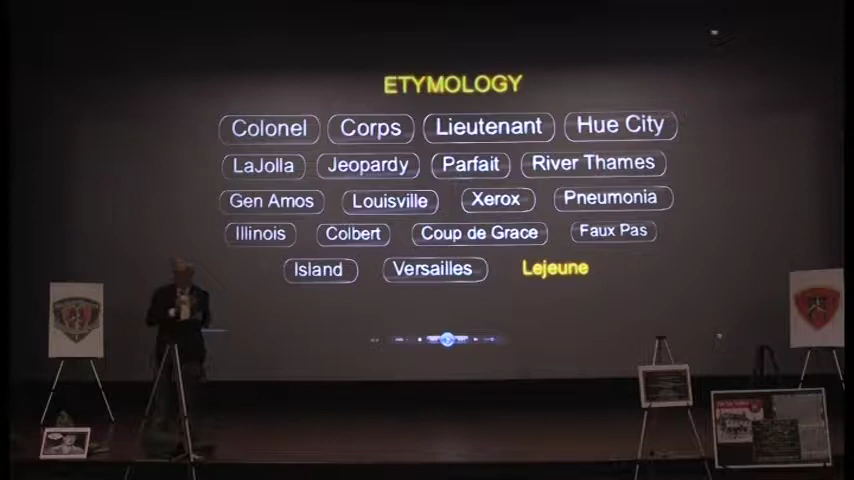 ETYMOLOGY
Colonel Corps Lieutenant Hue City
LaJolla Jeopardy Parfait River Thames
Gen Amos Louisville Xerox Pneumonia
Illinois Colbert Coup de Grace Faux Pas
Island Versailles Lejeune